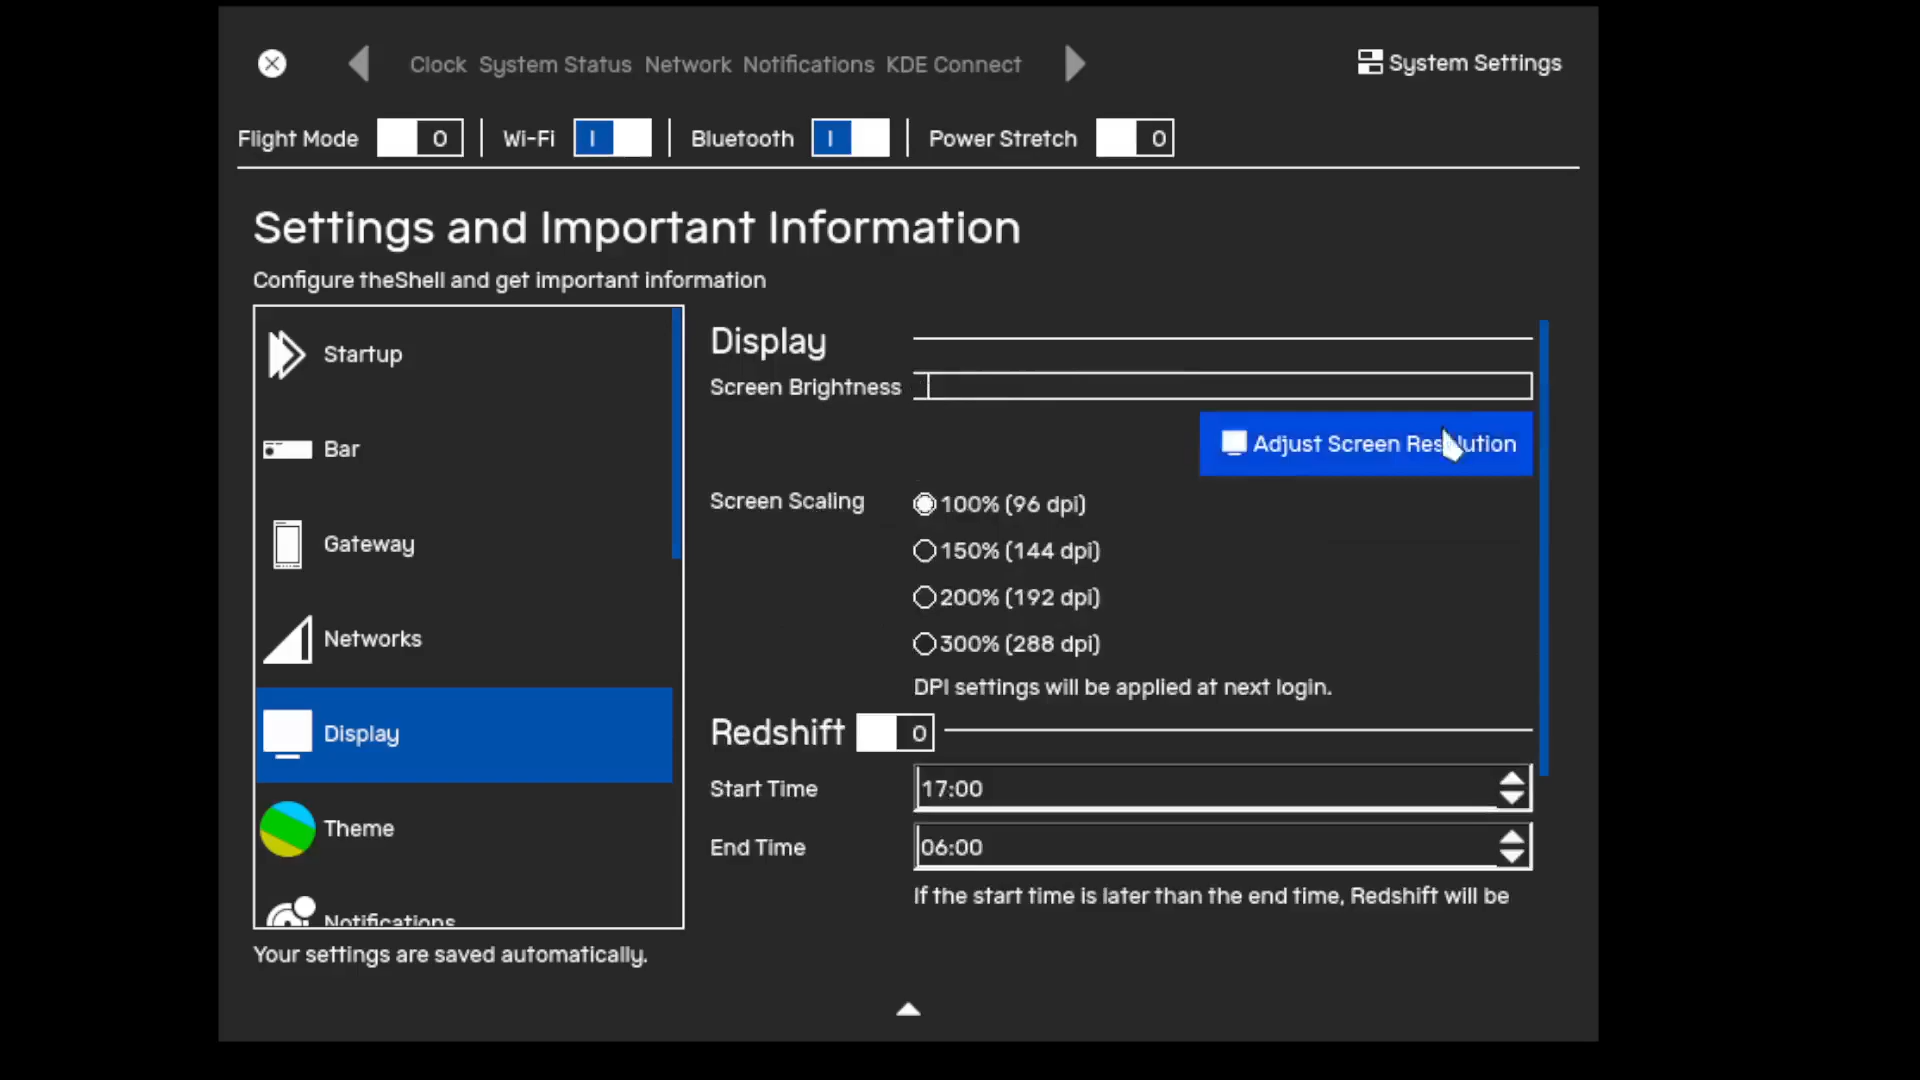 Clock System Status Network Notifications KDE Connect
System Settings
Flight Mode O Wi-Fi I Bluetooth I Power Stretch O
Settings and Important Information
Configure theShell and get important information
Startup
Bar
Gateway
Networks
Display
Theme
Notifications
Your settings are saved automatically.
Display
Screen Brightness
Adjust Screen Resolution
Screen Scaling
100% (96 dpi)
150% (144 dpi)
200% (192 dpi)
300% (288 dpi)
DPI settings will be applied at next login.
Redshift O
Start Time 17:00
End Time 06:00
If the start time is later than the end time, Redshift will be